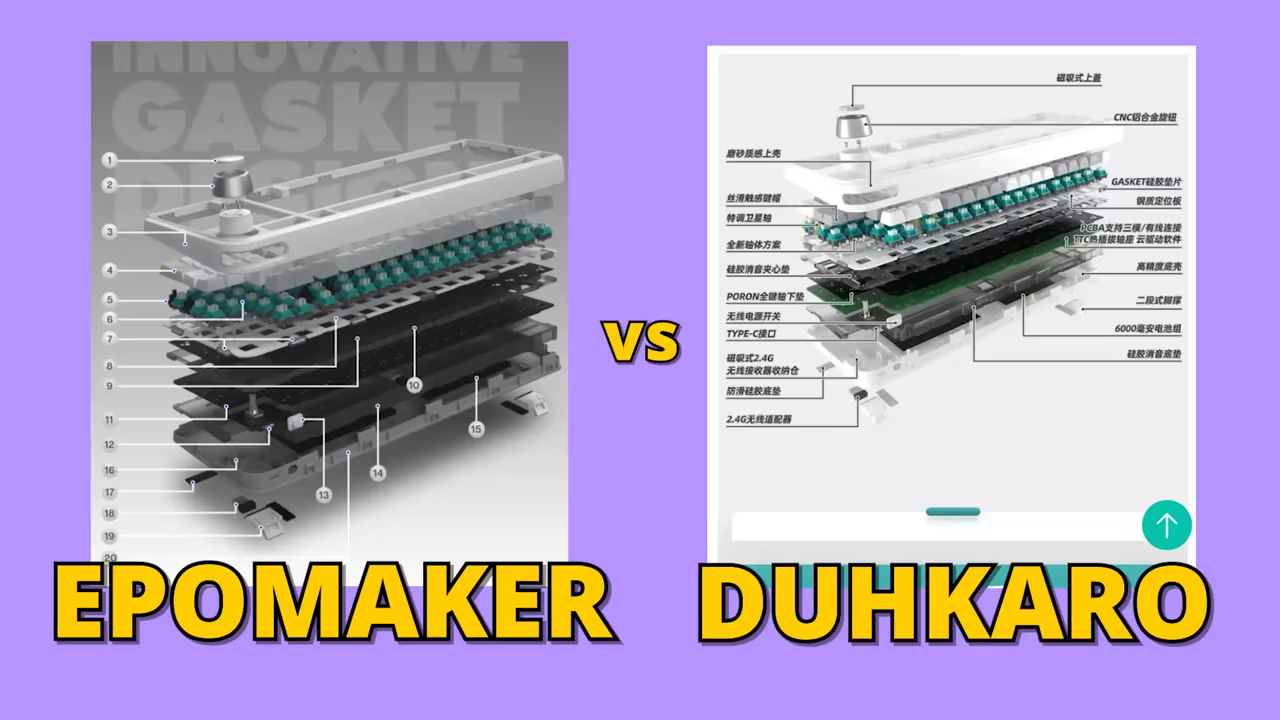 INNOVATIVE
GASKET
DESIGN
1
2
3
4
5
6
7
8
9
10
11
12
16
13
14
15
17
18
19
20
VS
磁吸式上盖
CNC铝合金旋钮
磨砂质感上壳
GASKET硅胶垫片
丝滑触感键帽
钢质定位板
特调卫星轴
PCBA支持三模/有线连接
TTC热插拔轴座 云驱动软件
全新轴体方案
高精度底壳
硅胶消音夹心垫
PORON全键轴下垫
二段式脚撑
无线电源开关
6000毫安电池组
TYPE-C接口
硅胶消音底垫
磁吸式2.4G
无线接收器收纳仓
防滑硅胶底垫
2.4G无线适配器
EPOMAKER
DUHKARO